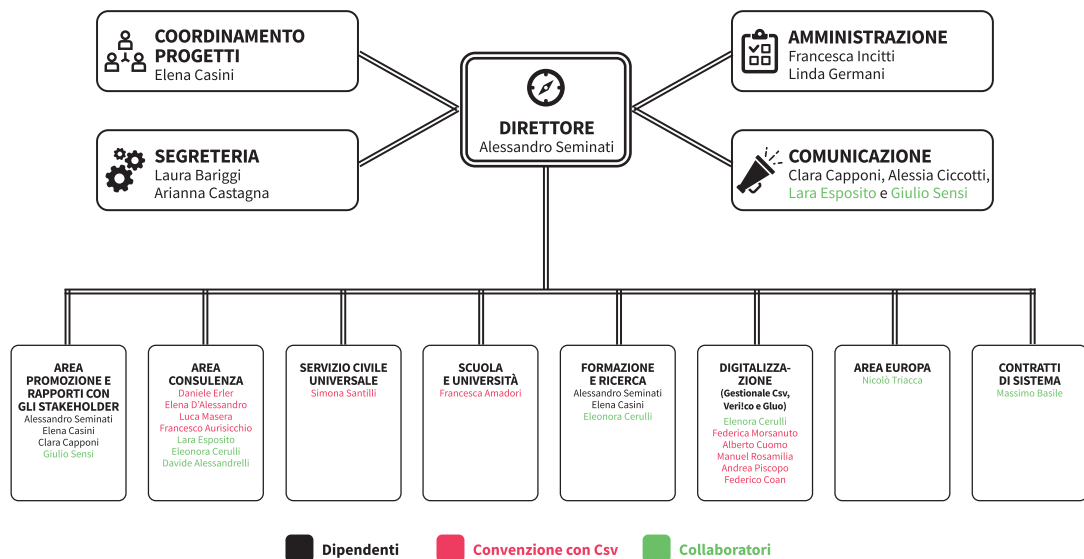 COORDINAMENTO
PROGETTI
Elena Casini
SEGRETERIA
Laura Bariggi
Arianna Castagna
DIRETTORE
Alessandro Seminati
AMMINISTRAZIONE
Francesca Incitti
Linda Germani
COMUNICAZIONE
Clara Capponi, Alessia Ciccotti,
Lara Esposito e Giulio Sensi
AREA
PROMOZIONE E
RAPPORTI CON
GLI STAKEHOLDER
Alessandro Seminati
Elena Casini
Clara Capponi
Giulio Sensi
AREA
CONSULENZA
Daniele Erler
Elena D'Alessandro
Luca Masera
Francesco Aurisicchio
Lara Esposito
Eleonora Cerulli
Davide Alessandrelli
SERVIZIO CIVILE
UNIVERSALE
Simona Santilli
SCUOLA
E UNIVERSITÀ
Francesca Amadori
FORMAZIONE
E RICERCA
Alessandro Seminati
Elena Casini
Eleonora Cerulli
DIGITALIZZA-
ZIONE
(Gestionale Csv,
Veri!co e Gluo)
Elenora Cerulli
Federica Morsanuto
Alberto Cuomo
Manuel Rosamilia
Andrea Piscopo
Federico Coan
AREA EUROPA
Nicolò Triacca
CONTRATTI
DI SISTEMA
Massimo Basile
Dipendenti
Convenzione con Csv
Collaboratori